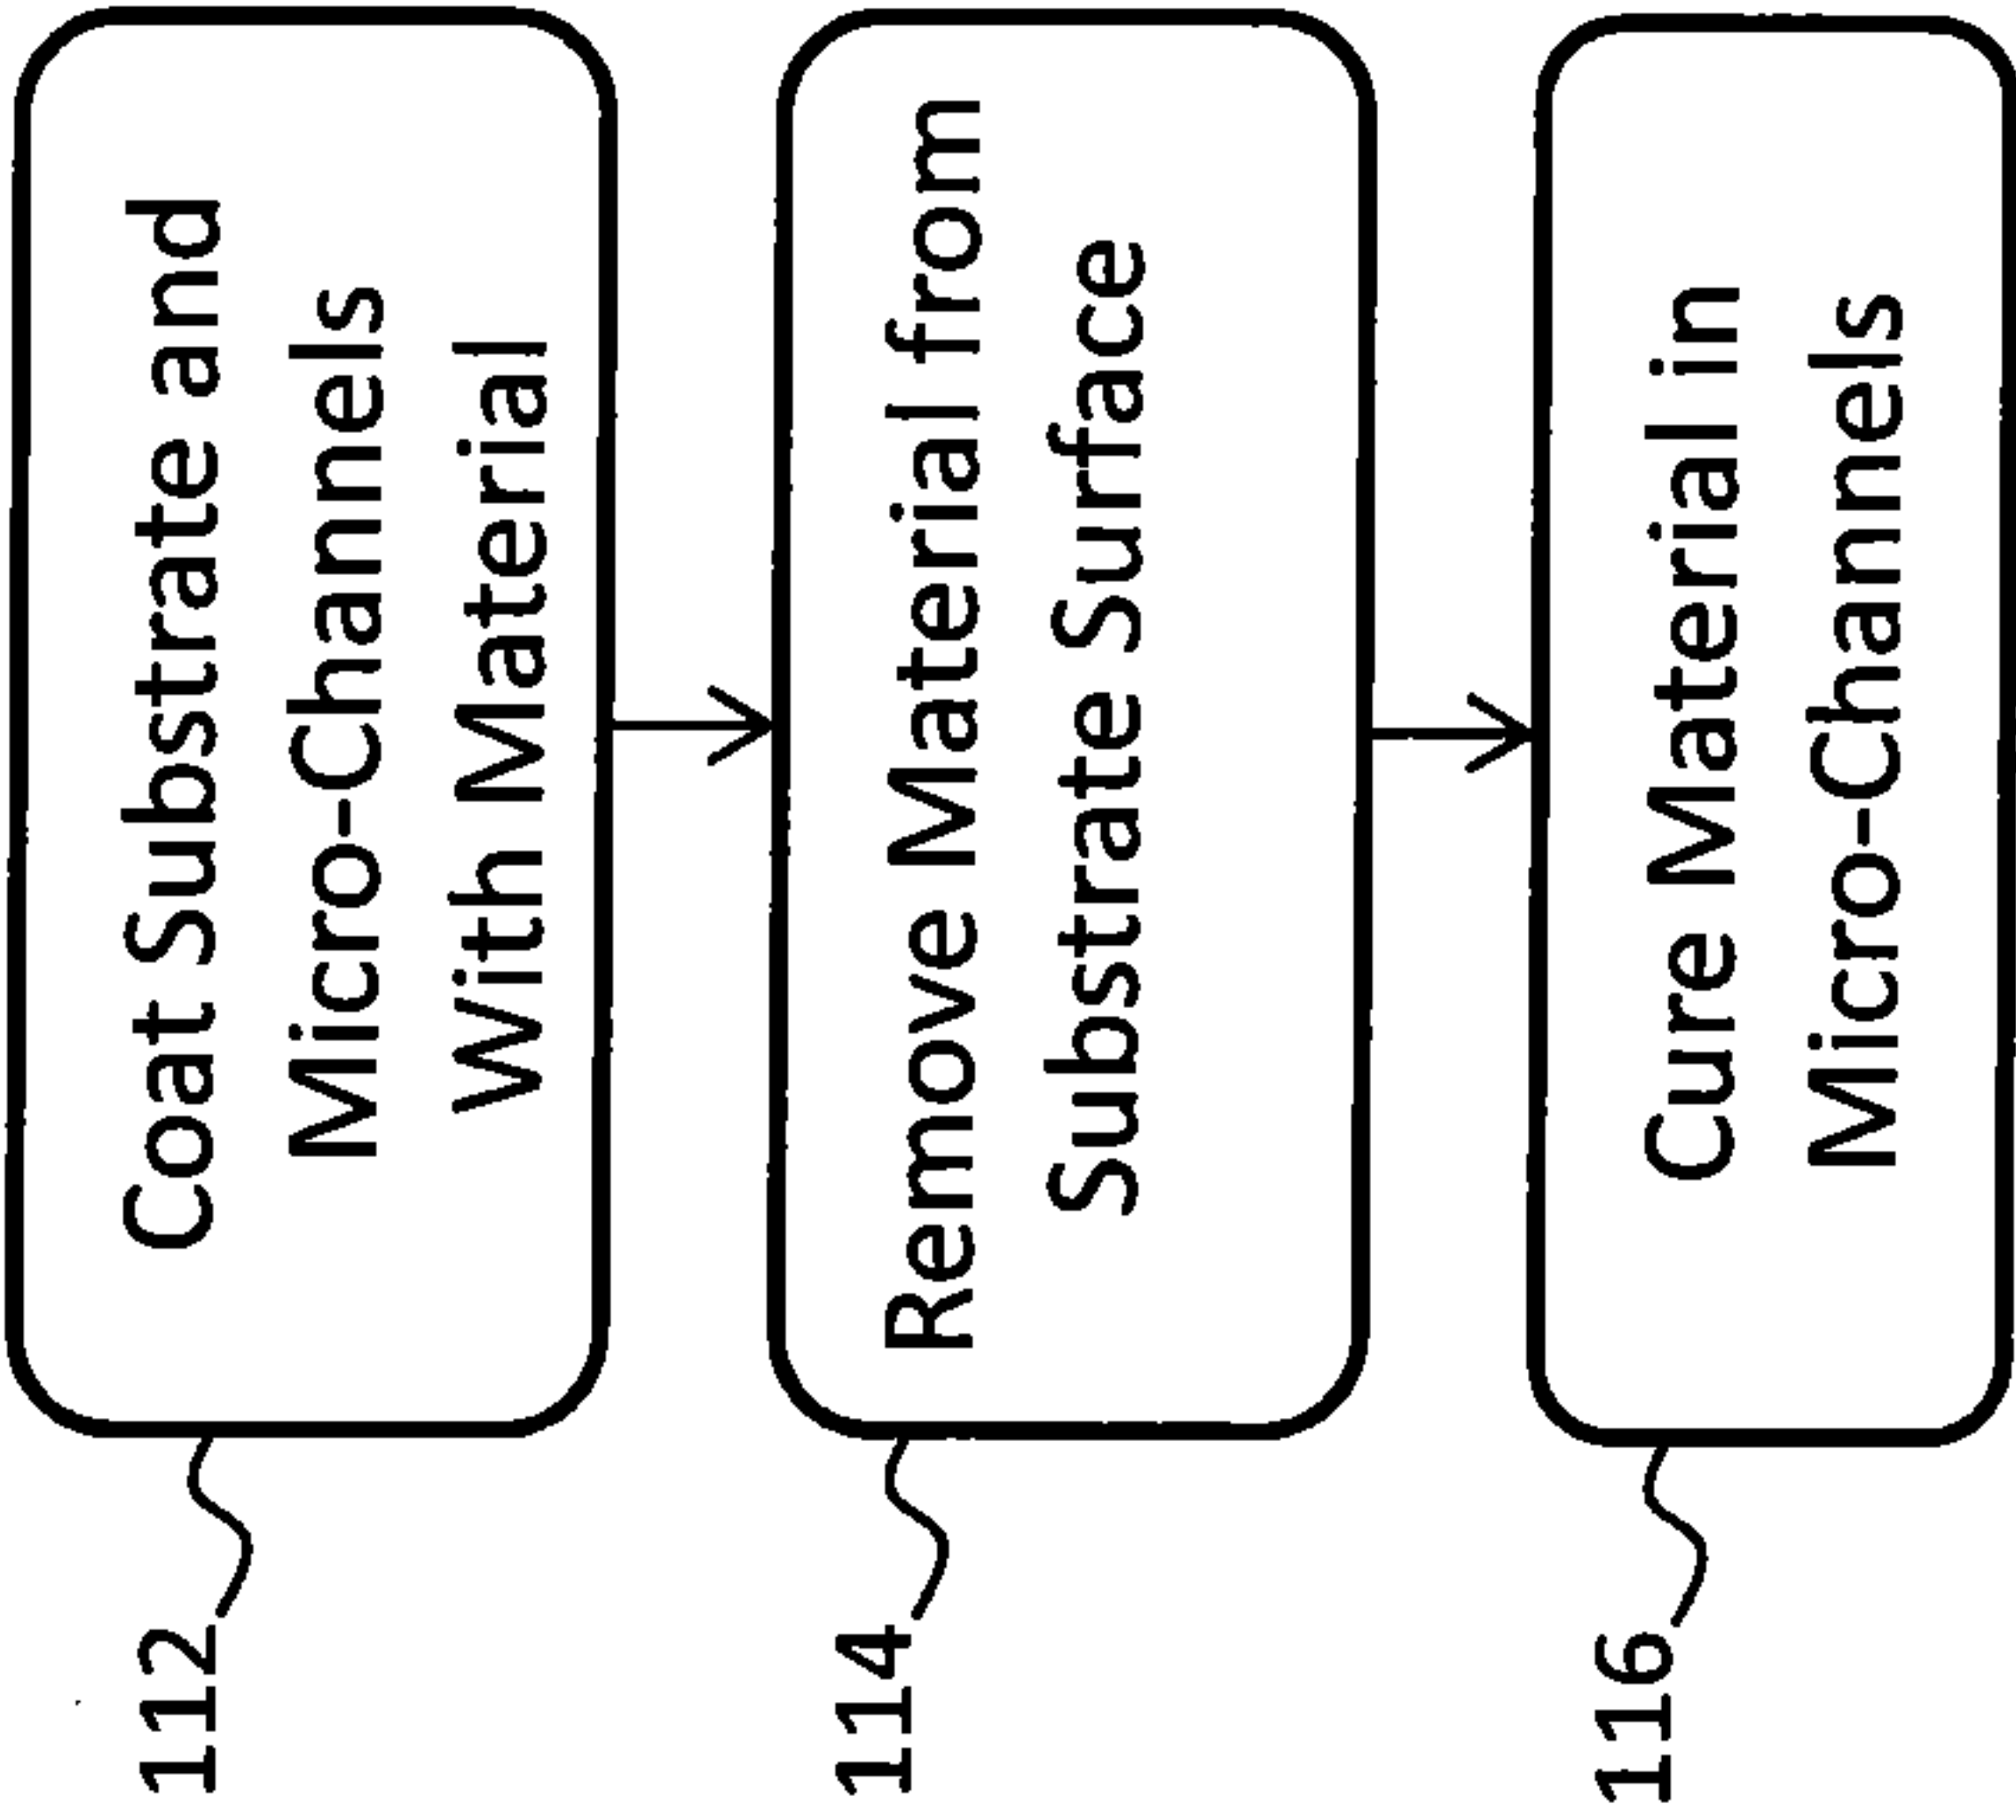 112
Coat Substrate and
Micro-Channels
With Material
114
Remove Material from
Substrate Surface
116
Cure Material in
Micro-Channels